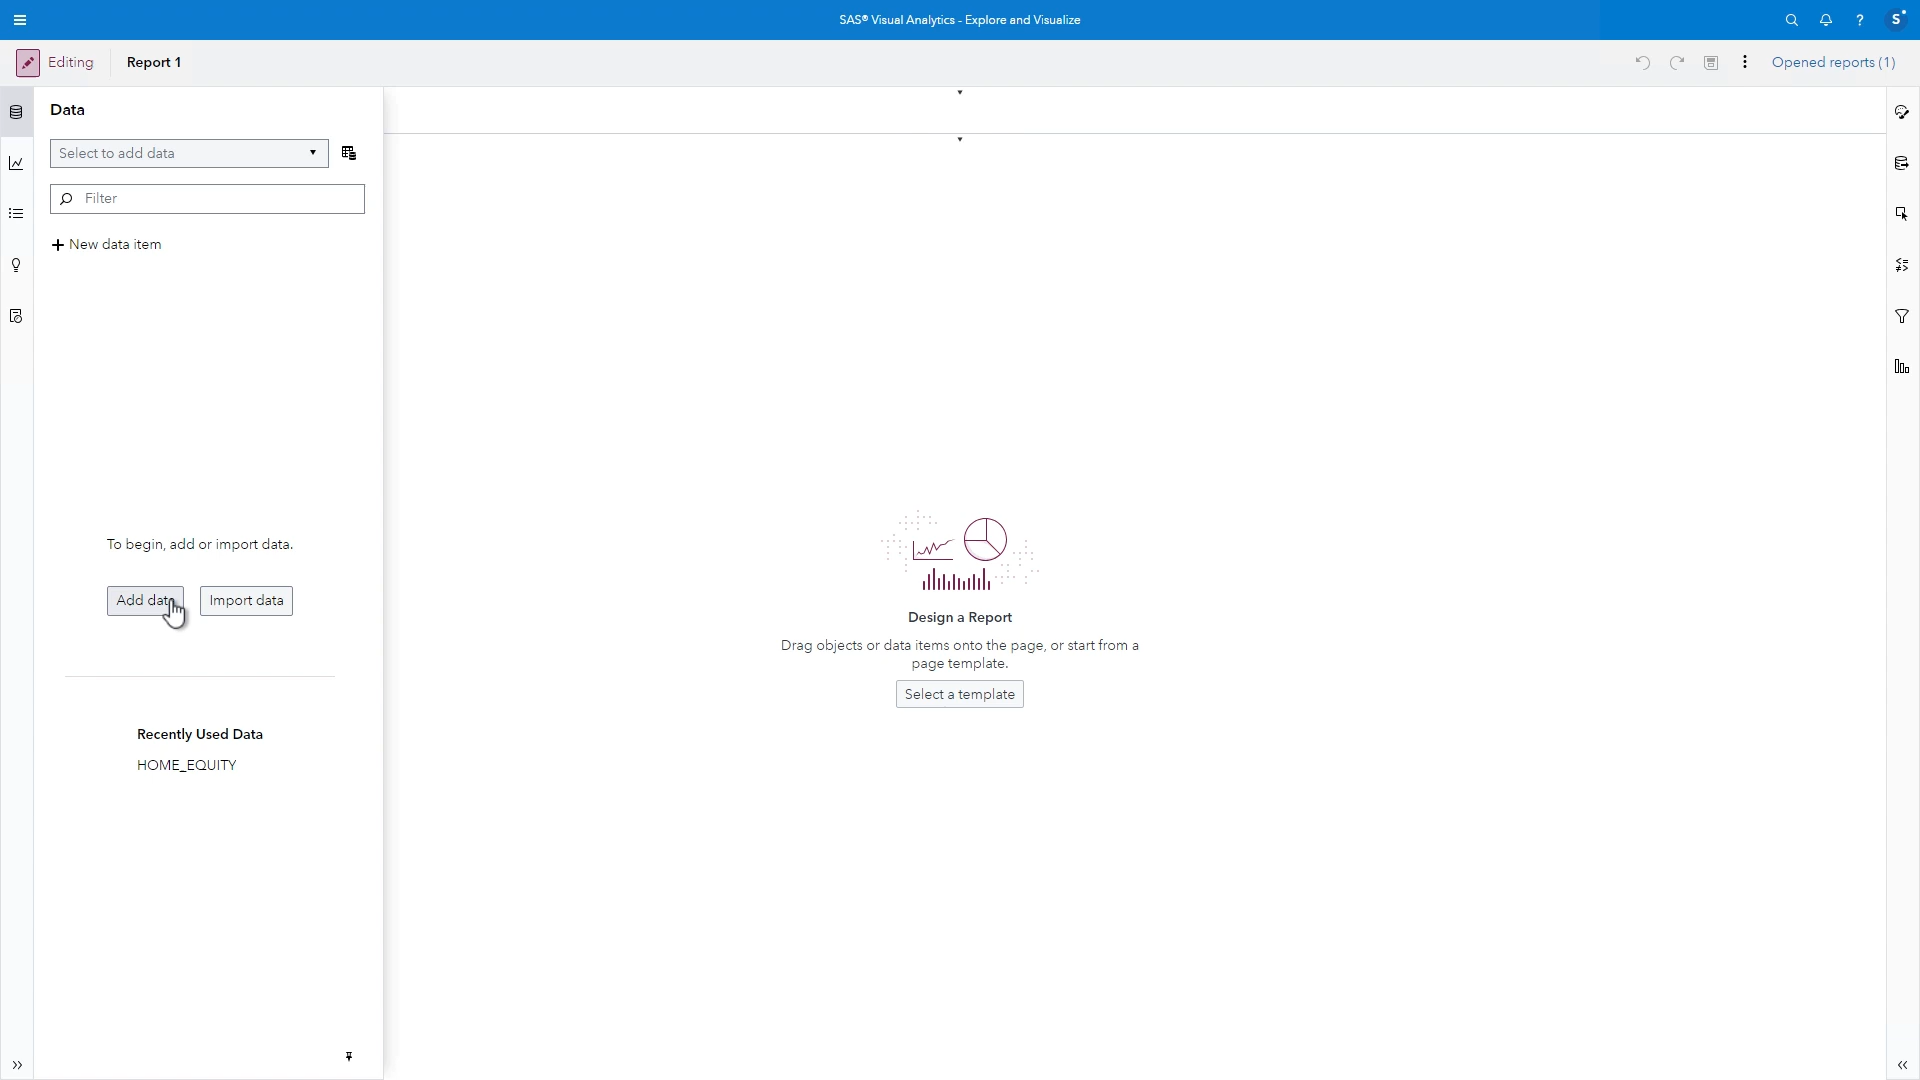 SAS® Visual Analytics - Explore and Visualize
S
Editing
Report 1
Opened reports (1)
Data
Select to add data
Filter
New data item
To begin, add or import data.
Add data
Import data
Recently Used Data
HOME_EQUITY
Design a Report
Drag objects or data items onto the page, or start from a
page template.
Select a template